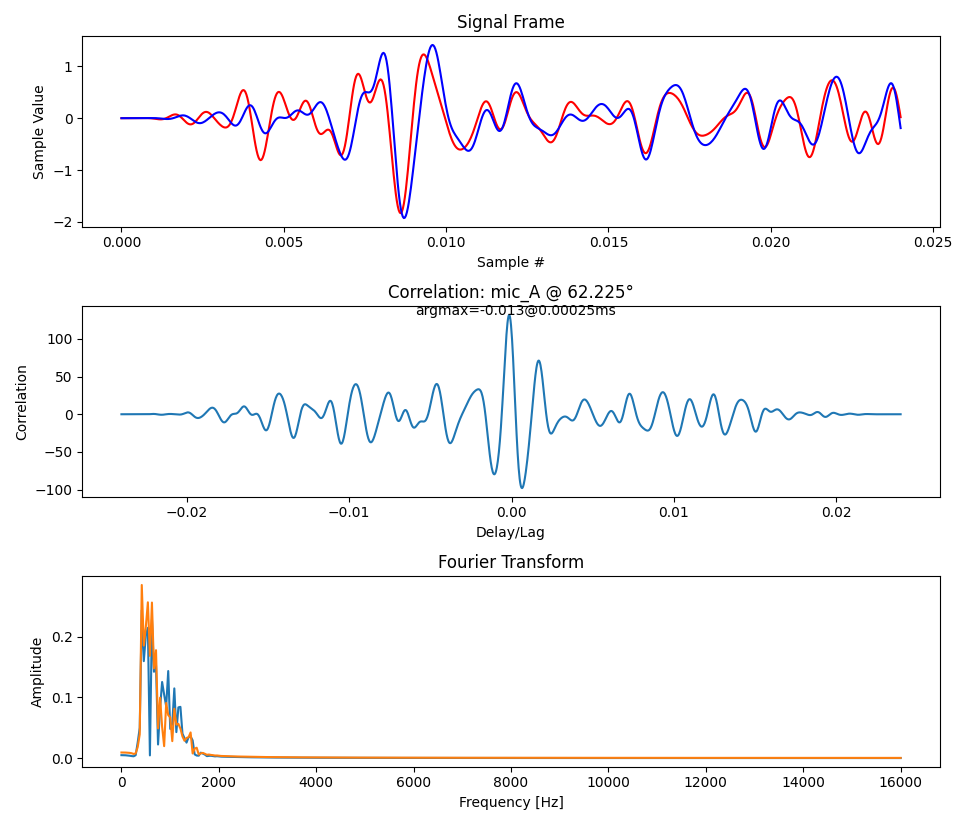 Signal Frame
Sample Value
1
0
−1
−2
0.000 0.005 0.010 0.015 0.020 0.025
Sample #
Correlation: mic_A @ 62.225°
argmax=-0.013@0.00025ms
Correlation
100
50
0
−50
−100
−0.02 −0.01 0.00 0.01 0.02
Delay/Lag
Fourier Transform
Amplitude
0.2
0.1
0.0
0 2000 4000 6000 8000 10000 12000 14000 16000
Frequency [Hz]